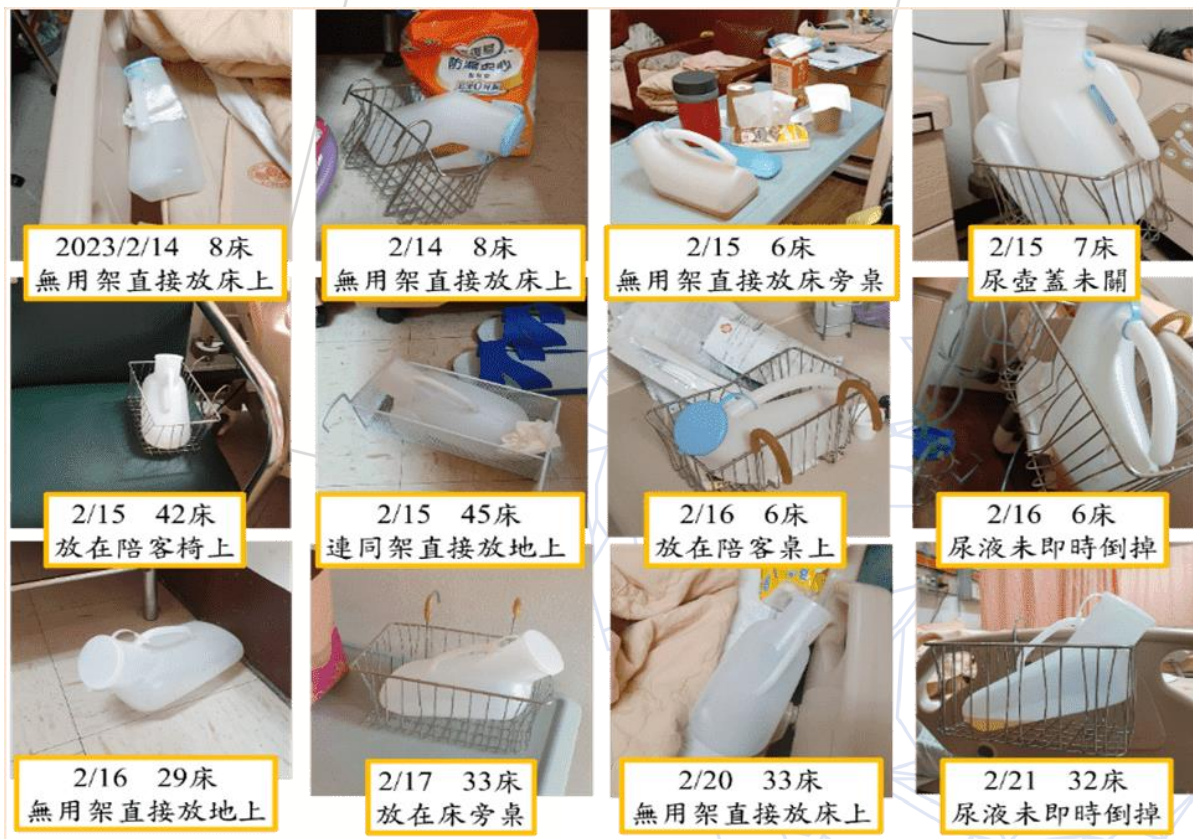 防漏安心
2023/2/14 8床
無用架直接放床上
2/14 8床
無用架直接放床上
2/15 6床
無用架直接放床旁桌
2/15 7床
尿壺蓋未關
2/15 42床
放在陪客椅上
2/15 45床
連同架直接放地上
2/16 6床
放在陪客桌上
2/16 6床
尿液未即時倒掉
2/16 29床
無用架直接放地上
2/17 33床
放在床旁桌
2/20 33床
無用架直接放床上
2/21 32床
尿液未即時倒掉